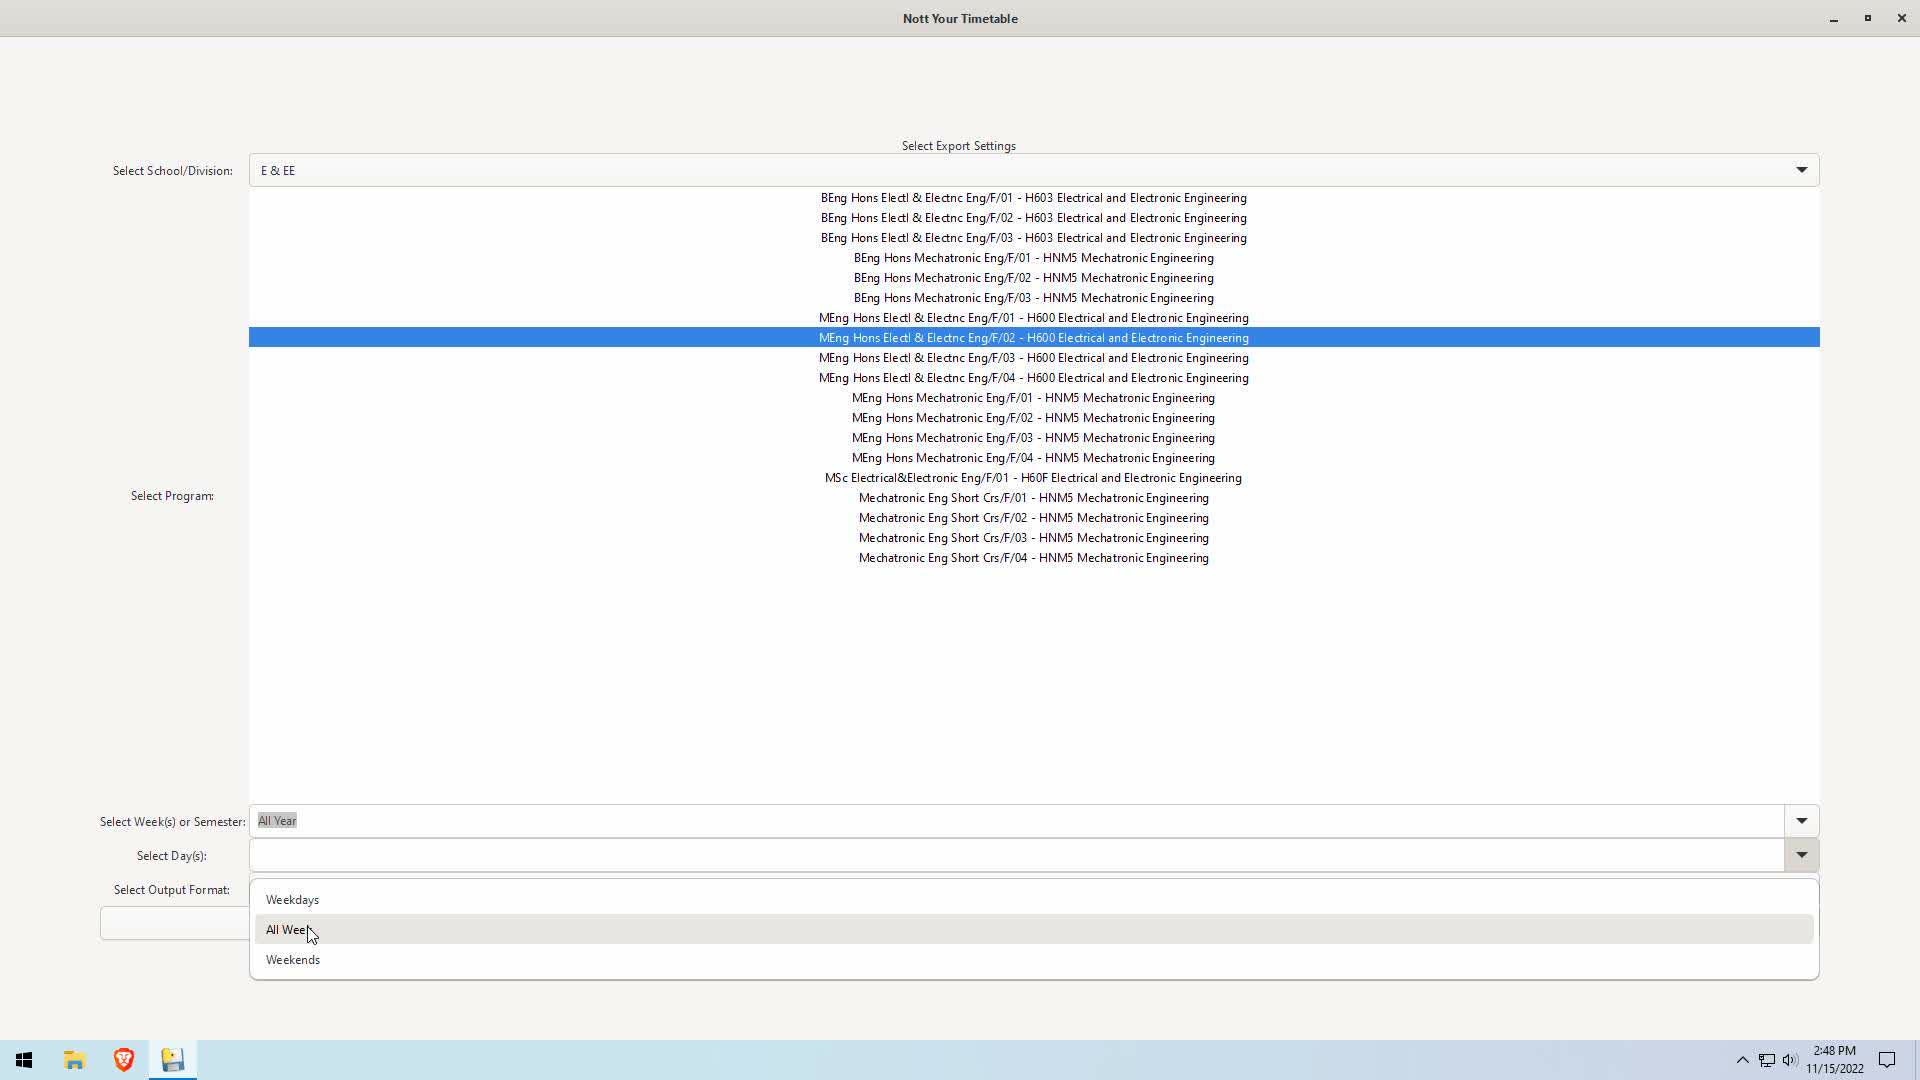 Nott Your Timetable
Select Export Settings
Select School/Division:
E & EE
BEng Hons Electl & Electnc Eng/F/01 - H603 Electrical and Electronic Engineering
BEng Hons Electl & Electnc Eng/F/02 - H603 Electrical and Electronic Engineering
BEng Hons Electl & Electnc Eng/F/03 - H603 Electrical and Electronic Engineering
BEng Hons Mechatronic Eng/F/01 - HNM5 Mechatronic Engineering
BEng Hons Mechatronic Eng/F/02 - HNM5 Mechatronic Engineering
BEng Hons Mechatronic Eng/F/03 - HNM5 Mechatronic Engineering
MEng Hons Electl & Electnc Eng/F/01 - H600 Electrical and Electronic Engineering
MEng Hons Electl & Electnc Eng/F/02 - H600 Electrical and Electronic Engineering
MEng Hons Electl & Electnc Eng/F/03 - H600 Electrical and Electronic Engineering
MEng Hons Electl & Electnc Eng/F/04 - H600 Electrical and Electronic Engineering
MEng Hons Mechatronic Eng/F/01 - HNM5 Mechatronic Engineering
MEng Hons Mechatronic Eng/F/02 - HNM5 Mechatronic Engineering
MEng Hons Mechatronic Eng/F/03 - HNM5 Mechatronic Engineering
MEng Hons Mechatronic Eng/F/04 - HNM5 Mechatronic Engineering
MSc Electrical&Electronic Eng/F/01 - H60F Electrical and Electronic Engineering
Select Program:
Mechatronic Eng Short Crs/F/01 - HNM5 Mechatronic Engineering
Mechatronic Eng Short Crs/F/02 - HNM5 Mechatronic Engineering
Mechatronic Eng Short Crs/F/03 - HNM5 Mechatronic Engineering
Mechatronic Eng Short Crs/F/04 - HNM5 Mechatronic Engineering
Select Week(s) or Semester:
All Year
Select Day(s):
Select Output Format:
Weekdays
All Week
Weekends
2:48 PM
11/15/2022